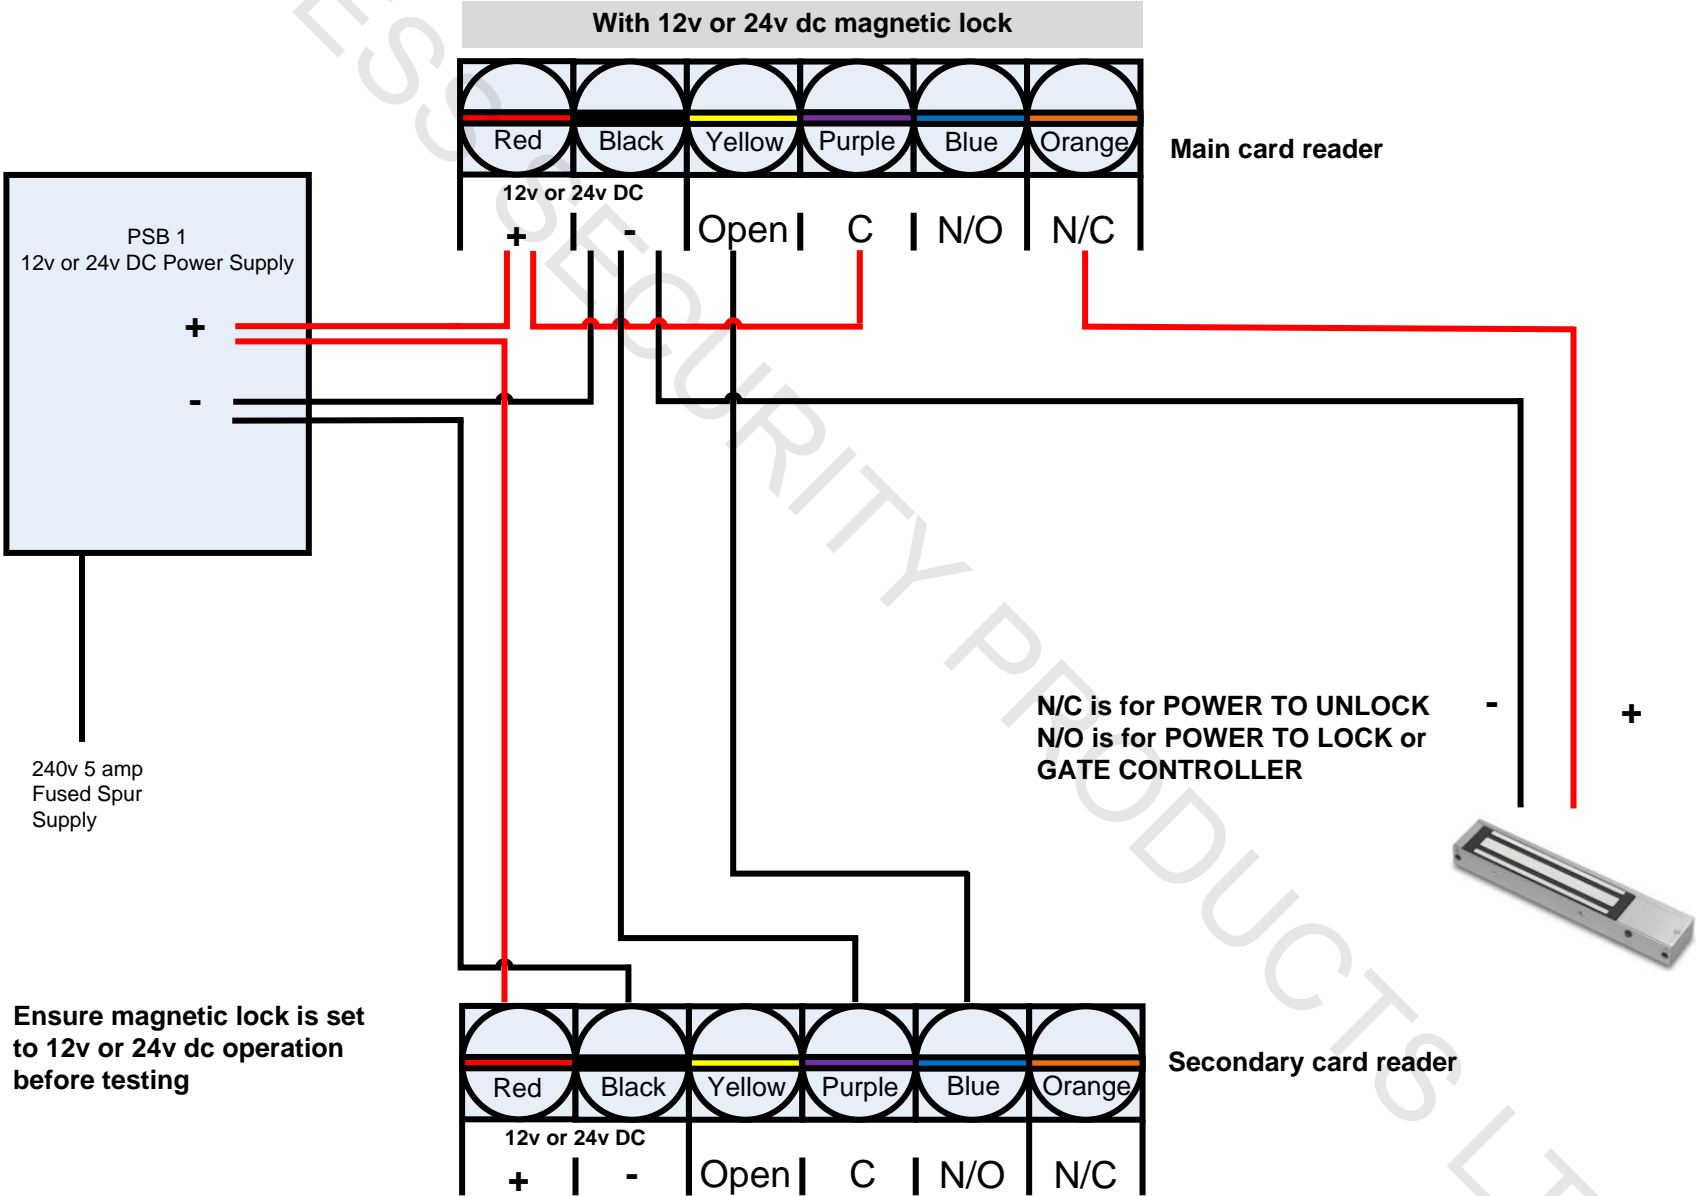 With 12v or 24v dc magnetic lock
Red Black Yellow Purple Blue Orange
Main card reader
12v or 24v DC
+ - Open C N/O N/C
PSB 1
12v or 24v DC Power Supply
+
-
240v 5 amp
Fused Spur
Supply
N/C is for POWER TO UNLOCK
N/O is for POWER TO LOCK or
GATE CONTROLLER
- +
Ensure magnetic lock is set
to 12v or 24v dc operation
before testing
Red Black Yellow Purple Blue Orange
Secondary card reader
12v or 24v DC
+ - Open C N/O N/C
SECURITY PRODUCTS